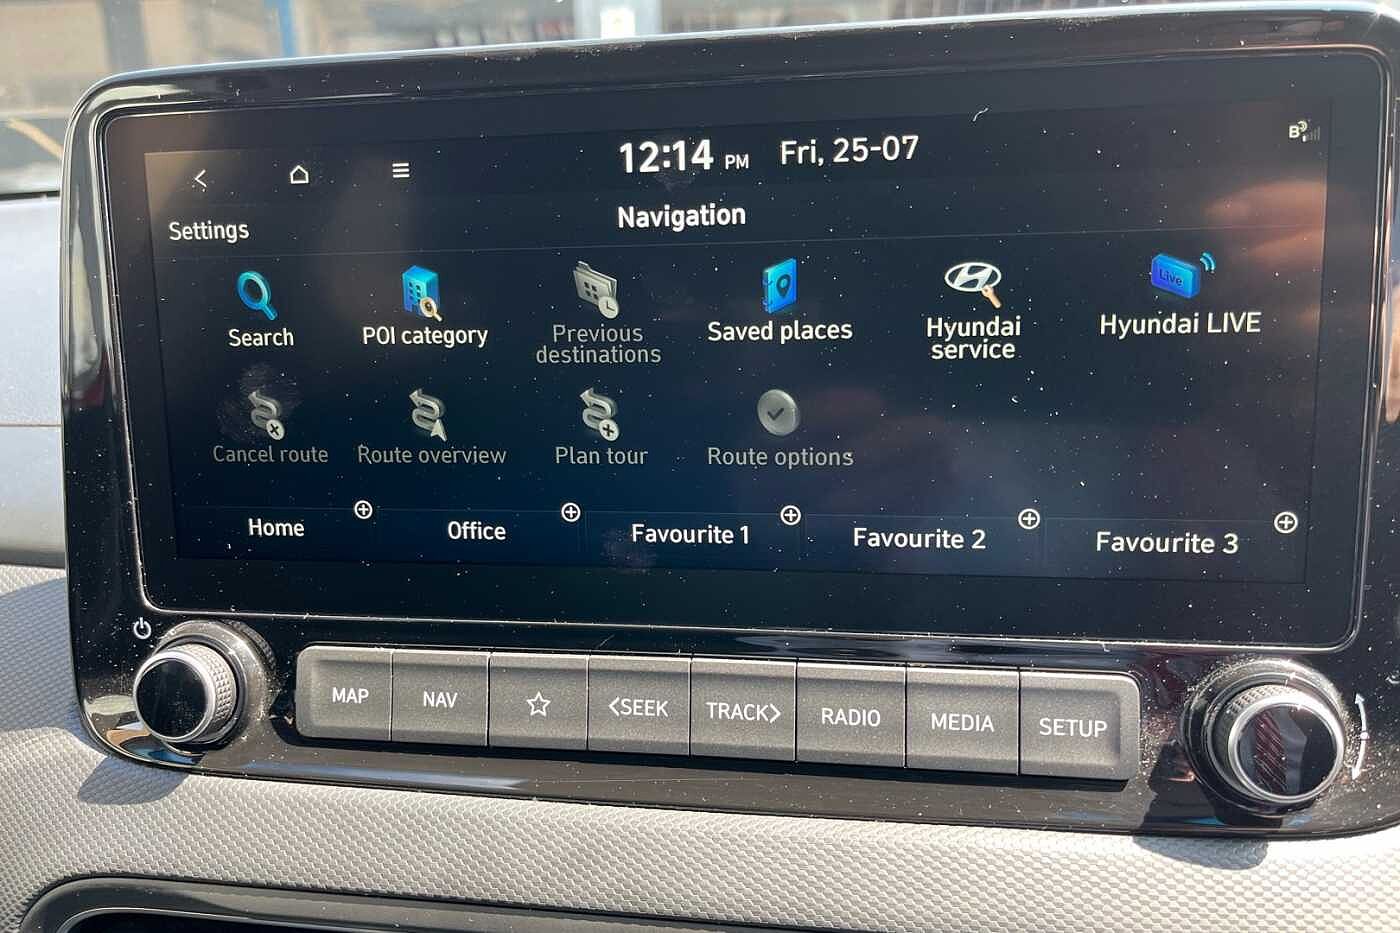 12:14 PM Fri, 25-07
B
Settings
Navigation
Search
POI category
Previous
destinations
Saved places
Hyundai
service
Live
Hyundai LIVE
Cancel route
Route overview
Plan tour
Route options
Home
Office
Favourite 1
Favourite 2
Favourite 3
MAP
NAV
<SEEK
TRACK>
RADIO
MEDIA
SETUP